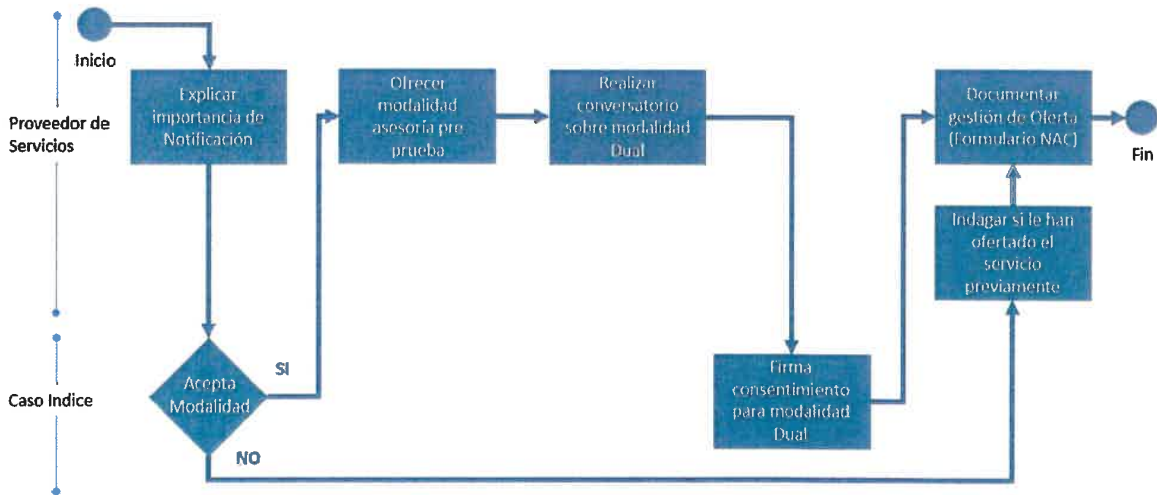 Inicio
Proveedor de
Servicios
Explicar
importancia de
Notificación
Ofrecer
modalidad
asesoría pre
prueba
Realizar
conversatorio
sobre modalidad
Dual
Documentar
gestión de Oferta
(Formulario NAC)
Fin
Indagar si le han
ofertado el
servicio
previamente
Caso Indice
Acepta
Modalidad
SI
NO
Firma
consentimiento
para modalidad
Dual